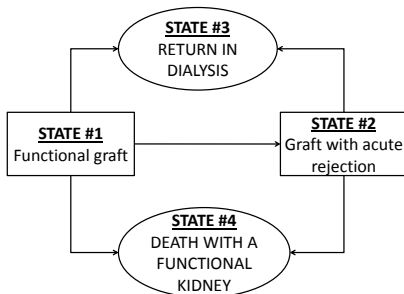 STATE #3
RETURN IN
DIALYSIS
STATE #1
Functional graft
STATE #2
Graft with acute
rejection
STATE #4
DEATH WITH A
FUNCTIONAL
KIDNEY